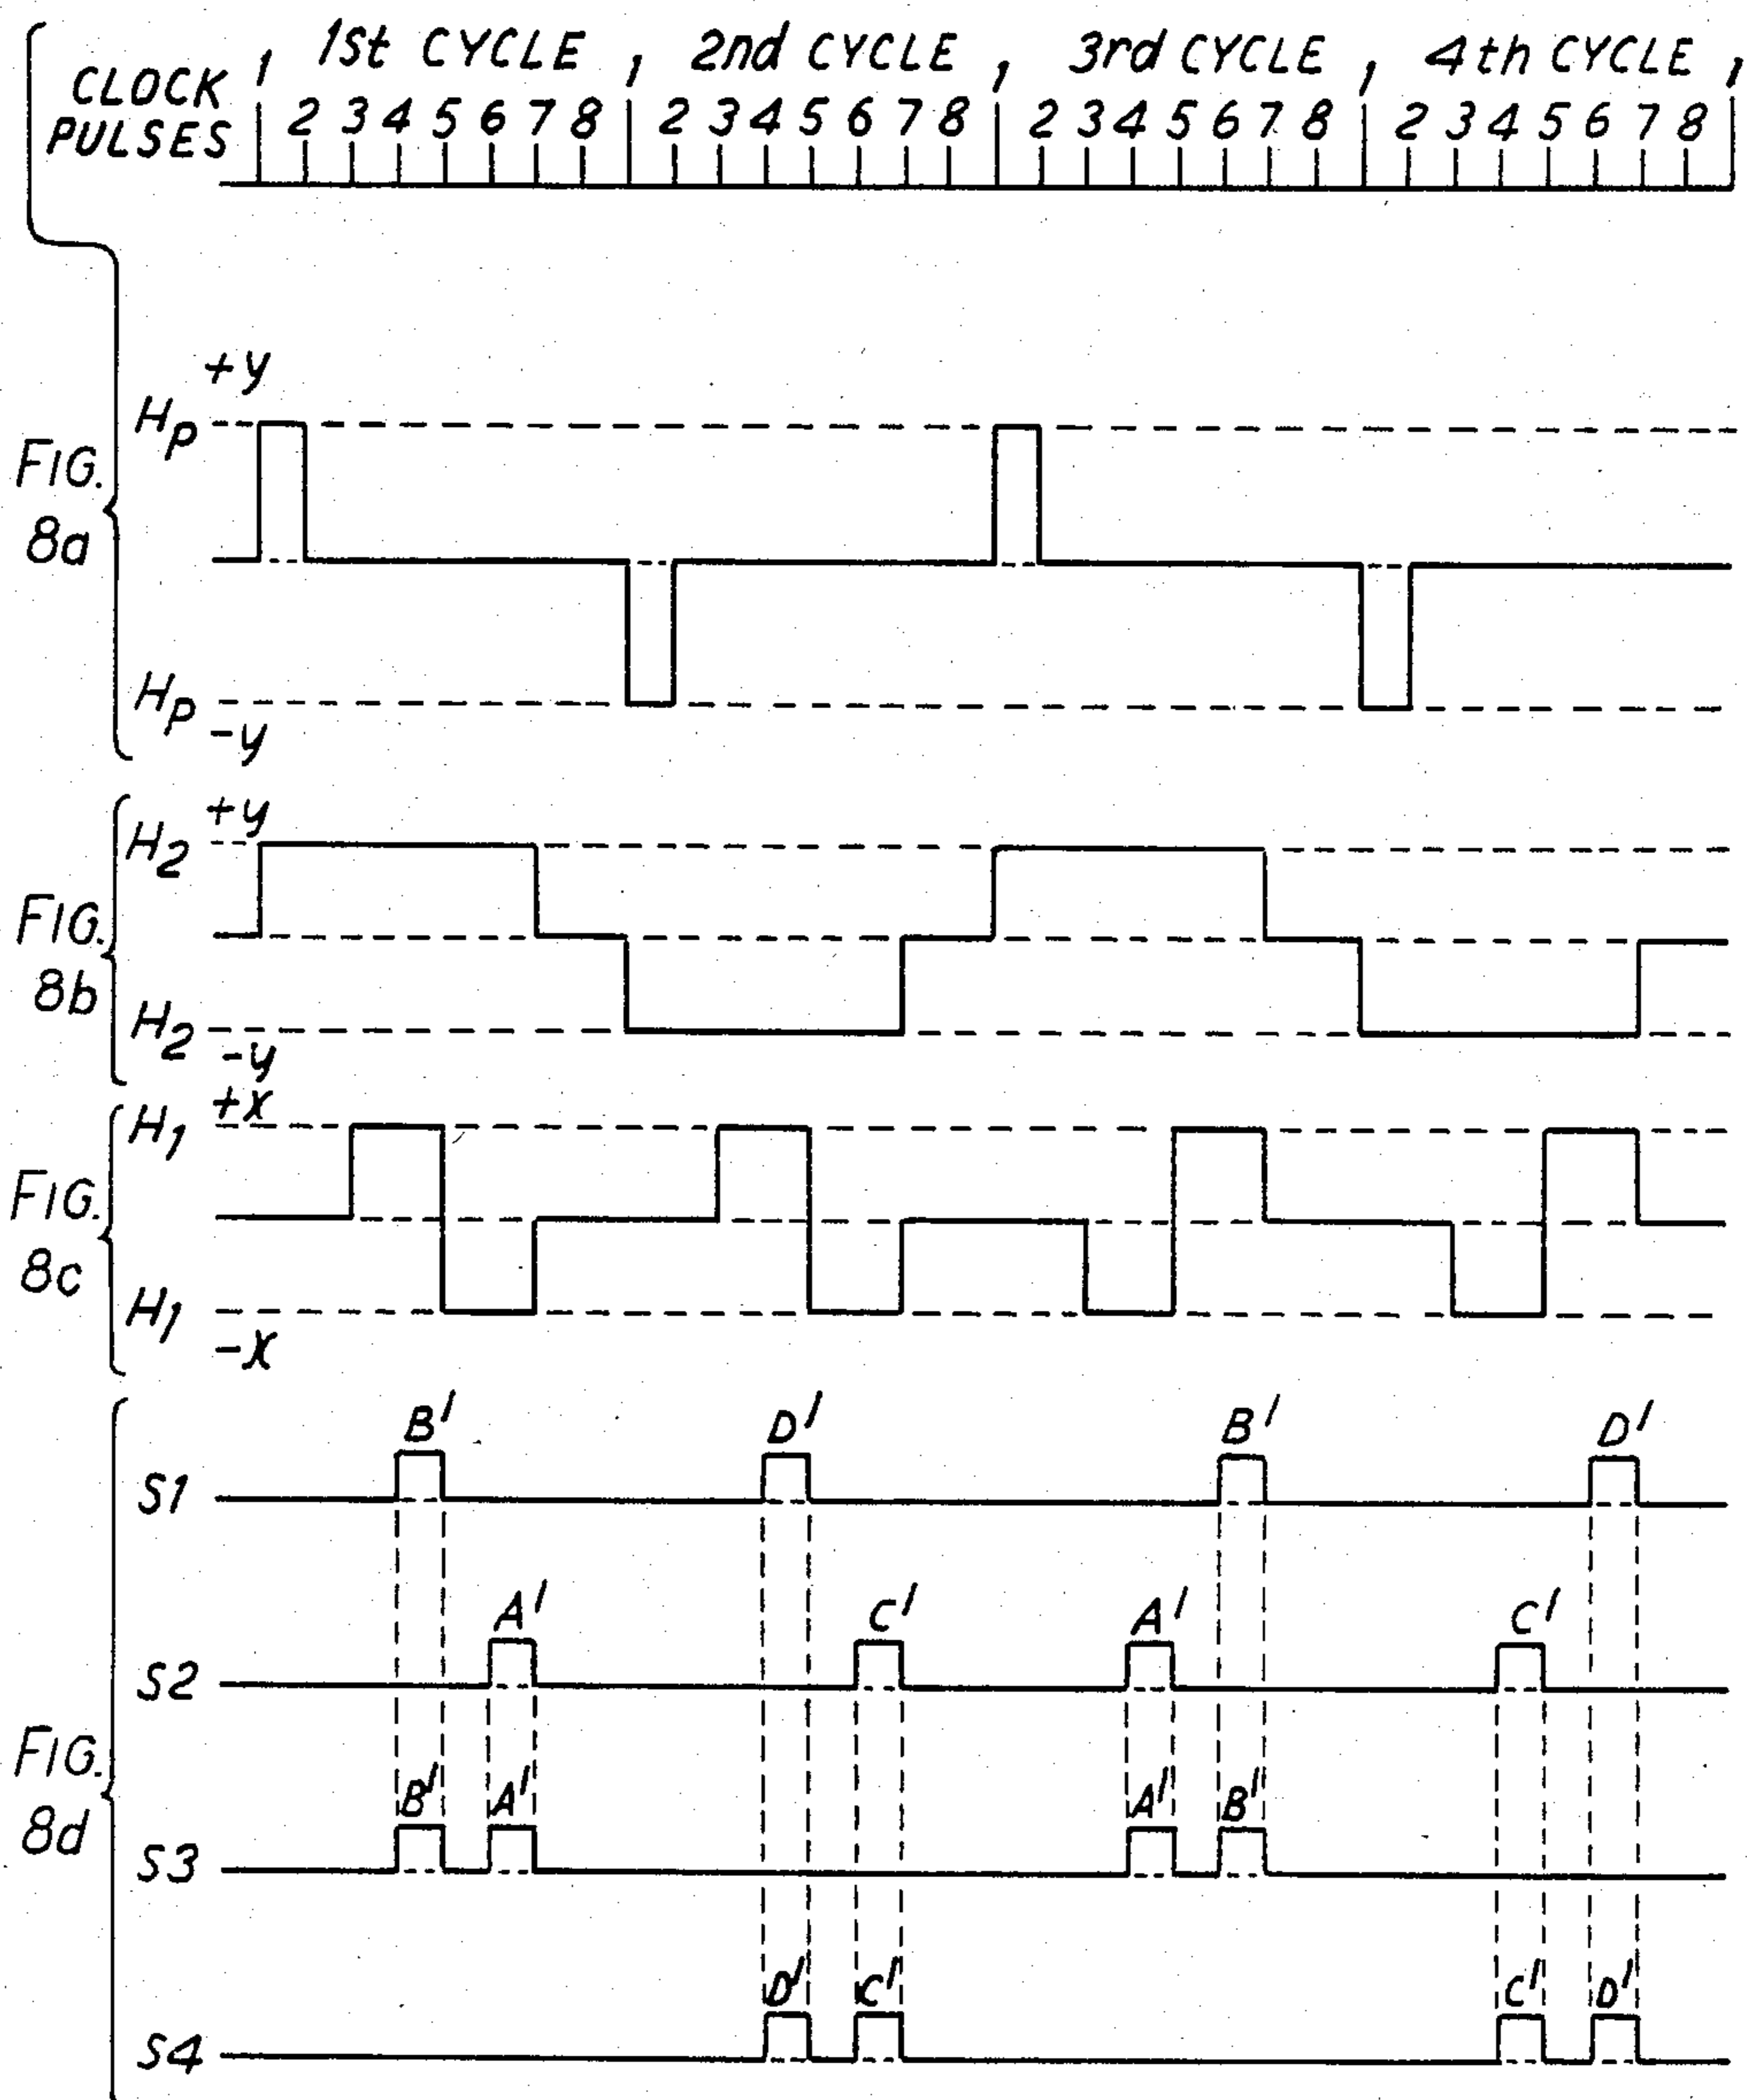 1st CYCLE 2nd CYCLE 3rd CYCLE 4th CYCLE
CLOCK PULSES
1 2 3 4 5 6 7 8 1 2 3 4 5 6 7 8 1 2 3 4 5 6 7 8 1 2 3 4 5 6 7 8 1
FIG. 8a
+y
Hp
Hp
-y
FIG. 8b
+y
H2
H2
-y
FIG. 8c
+x
H1
H1
-x
FIG. 8d
B' D' B' D'
S1
A' C' A' C'
S2
B' A' A' B'
S3
D' C' C' D'
S4